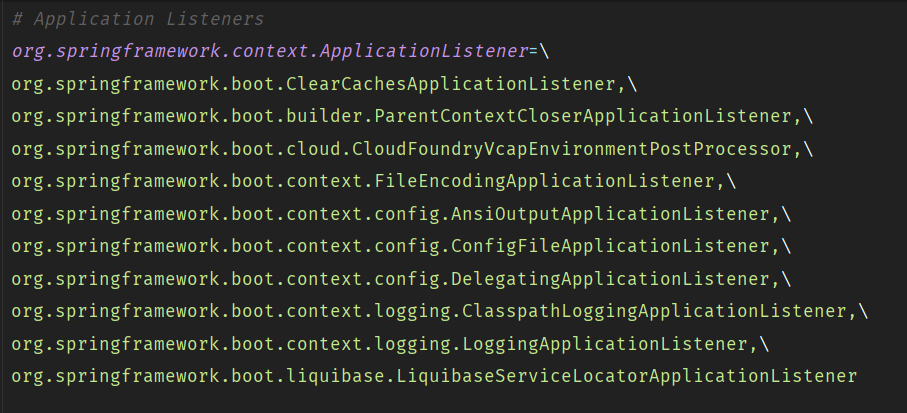 # Application Listeners
org.springframework.context.ApplicationListener=\
org.springframework.boot.ClearCachesApplicationListener,\
org.springframework.boot.builder.ParentContextCloserApplicationListener,\
org.springframework.boot.cloud.CloudFoundryVcapEnvironmentPostProcessor,\
org.springframework.boot.context.FileEncodingApplicationListener,\
org.springframework.boot.context.config.AnsiOutputApplicationListener,\
org.springframework.boot.context.config.ConfigFileApplicationListener,\
org.springframework.boot.context.config.DelegatingApplicationListener,\
org.springframework.boot.context.logging.ClasspathLoggingApplicationListener,\
org.springframework.boot.context.logging.LoggingApplicationListener,\
org.springframework.boot.liquibase.LiquibaseServiceLocatorApplicationListener